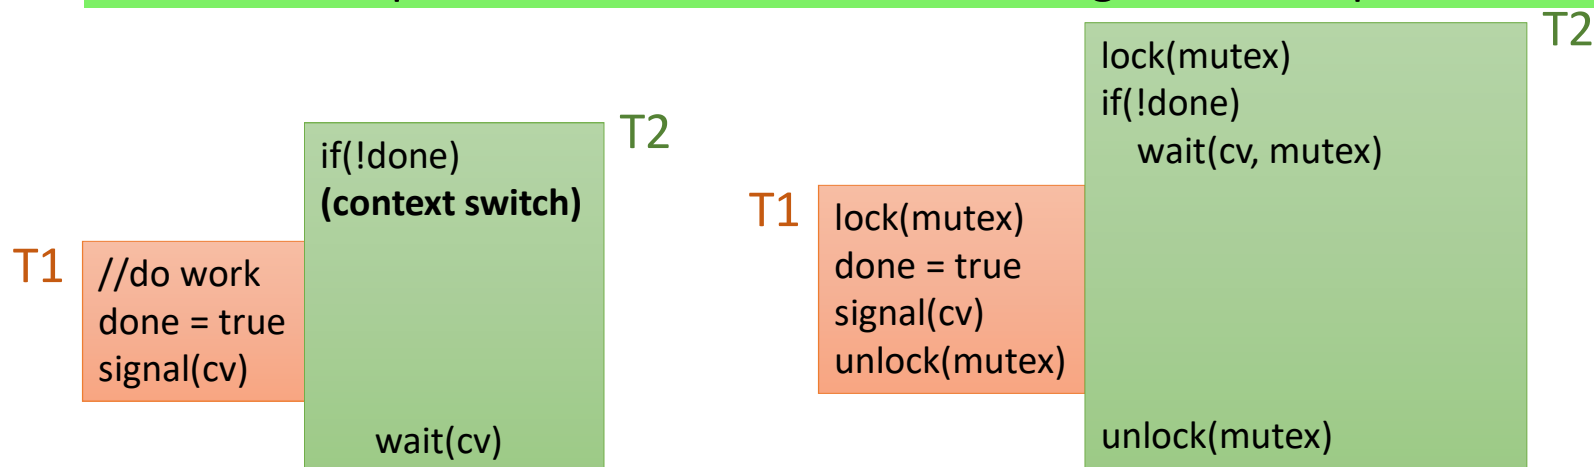 T2
if(!done)
(context switch)
T1
//do work
done = true
signal(cv)
wait(cv)
T2
lock(mutex)
if(!done)
wait(cv, mutex)
T1
lock(mutex)
done = true
signal(cv)
unlock(mutex)
unlock(mutex)